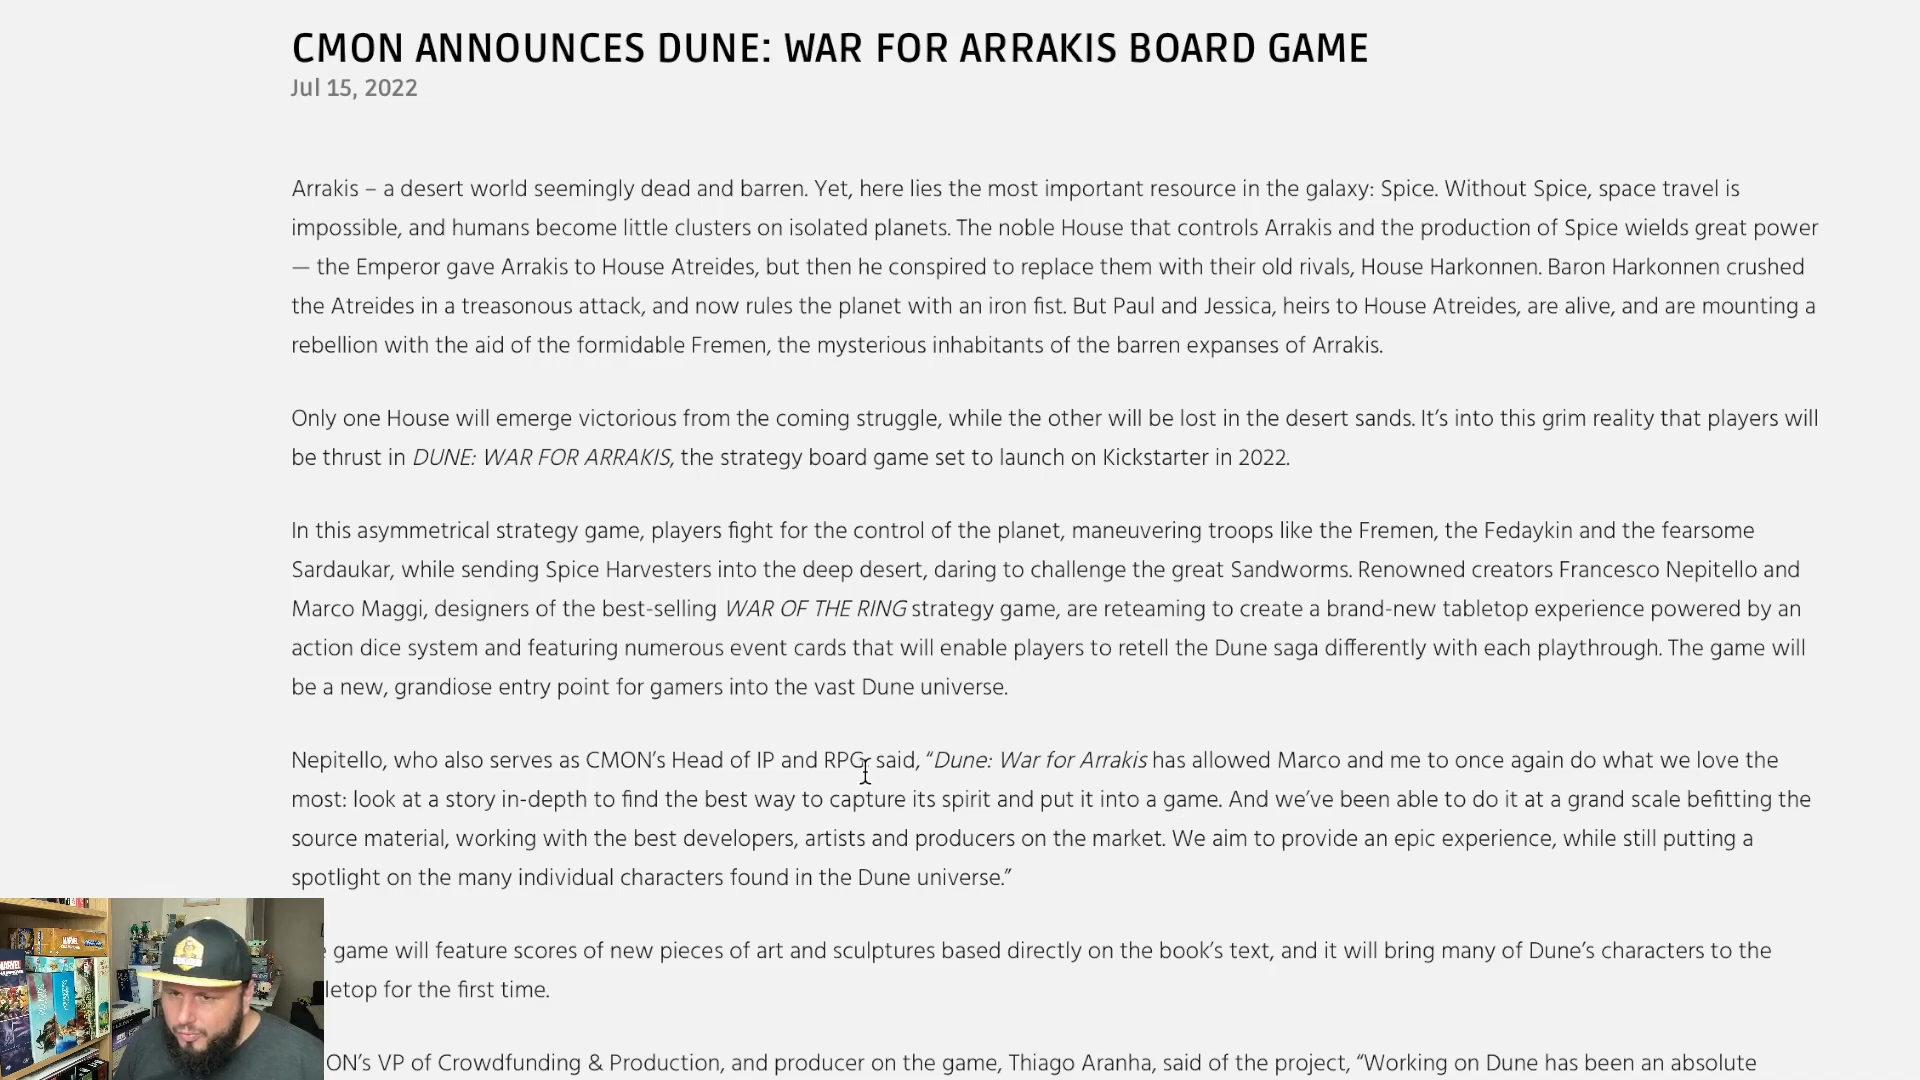 CMON ANNOUNCES DUNE: WAR FOR ARRAKIS BOARD GAME
Jul 15, 2022
Arrakis – a desert world seemingly dead and barren. Yet, here lies the most important resource in the galaxy: Spice. Without Spice, space travel is
impossible, and humans become little clusters on isolated planets. The noble House that controls Arrakis and the production of Spice wields great power
— the Emperor gave Arrakis to House Atreides, but then he conspired to replace them with their old rivals, House Harkonnen. Baron Harkonnen crushed
the Atreides in a treasonous attack, and now rules the planet with an iron fist. But Paul and Jessica, heirs to House Atreides, are alive, and are mounting a
rebellion with the aid of the formidable Fremen, the mysterious inhabitants of the barren expanses of Arrakis.
Only one House will emerge victorious from the coming struggle, while the other will be lost in the desert sands. It’s into this grim reality that players will
be thrust in DUNE: WAR FOR ARRAKIS, the strategy board game set to launch on Kickstarter in 2022.
In this asymmetrical strategy game, players fight for the control of the planet, maneuvering troops like the Fremen, the Fedaykin and the fearsome
Sardaukar, while sending Spice Harvesters into the deep desert, daring to challenge the great Sandworms. Renowned creators Francesco Nepitello and
Marco Maggi, designers of the best-selling WAR OF THE RING strategy game, are reteaming to create a brand-new tabletop experience powered by an
action dice system and featuring numerous event cards that will enable players to retell the Dune saga differently with each playthrough. The game will
be a new, grandiose entry point for gamers into the vast Dune universe.
Nepitello, who also serves as CMON’s Head of IP and RPG, said, “Dune: War for Arrakis has allowed Marco and me to once again do what we love the
most: look at a story in-depth to find the best way to capture its spirit and put it into a game. And we’ve been able to do it at a grand scale befitting the
source material, working with the best developers, artists and producers on the market. We aim to provide an epic experience, while still putting a
spotlight on the many individual characters found in the Dune universe.”
game will feature scores of new pieces of art and sculptures based directly on the book’s text, and it will bring many of Dune’s characters to the
letop for the first time.
ON’s VP of Crowdfunding & Production, and producer on the game, Thiago Aranha, said of the project, “Working on Dune has been an absolute
MARVEL